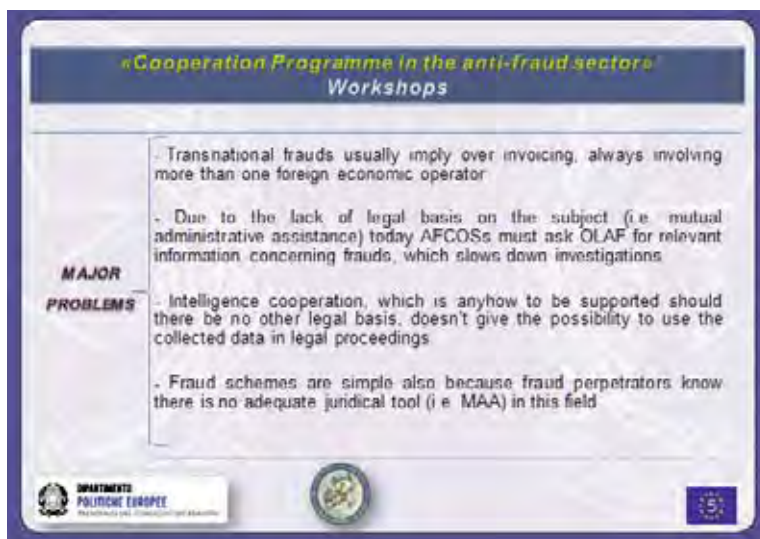 «Cooperation Programme in the anti-fraud sector»
Workshops
- Transnational frauds usually imply over invoicing, always involving
more than one foreign economic operator
- Due to the lack of legal basis on the subject (i.e. mutual
administrative assistance) today AFCOSs must ask OLAF for relevant
information concerning frauds, which slows down investigations
MAJOR
PROBLEMS
- Intelligence cooperation, which is anyhow to be supported should
there be no other legal basis, doesn't give the possibility to use the
collected data in legal proceedings
- Fraud schemes are simple also because fraud perpetrators know
there is no adequate juridical tool (i.e. MAA) in this field
DIPARTIMENTO
POLITICHE EUROPEE
5